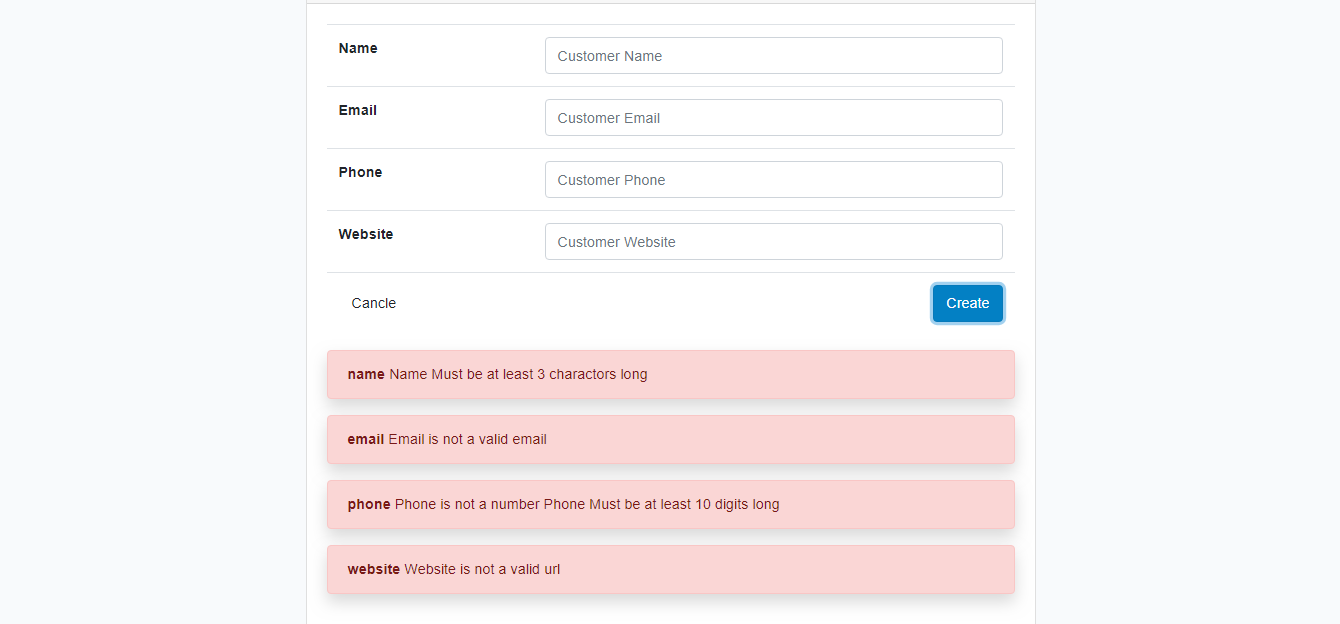 Name
Customer Name
Email
Customer Email
Phone
Customer Phone
Website
Customer Website
Cancle
Create
name Name Must be at least 3 charactors long
email Email is not a valid email
phone Phone is not a number Phone Must be at least 10 digits long
website Website is not a valid url